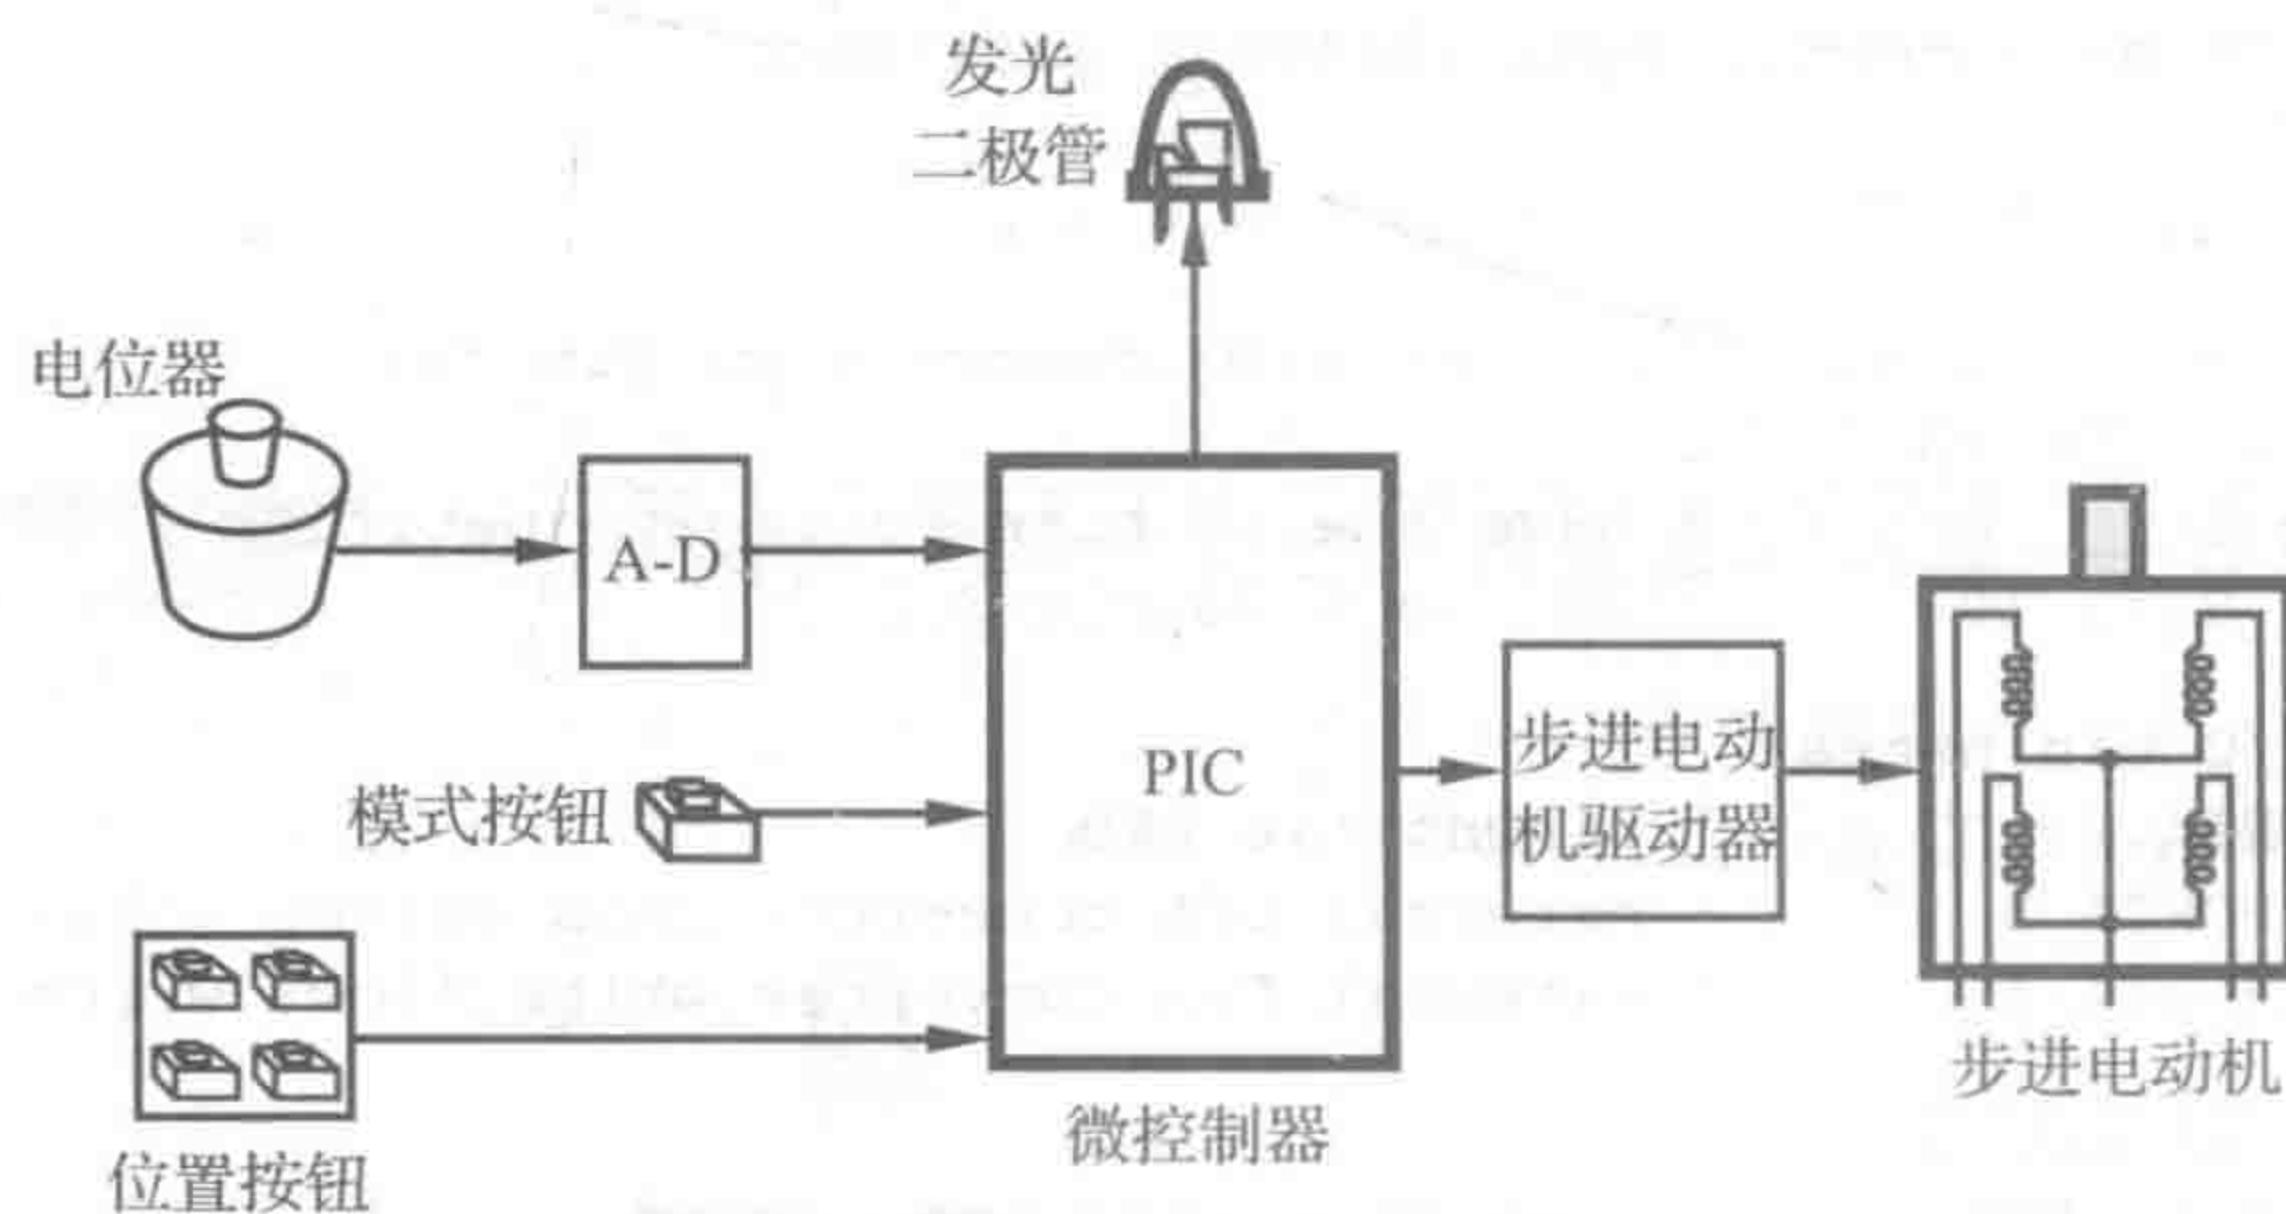 发光
二极管
电位器
A-D
模式按钮
PIC
步进电动
机驱动器
位置按钮
微控制器
步进电动机